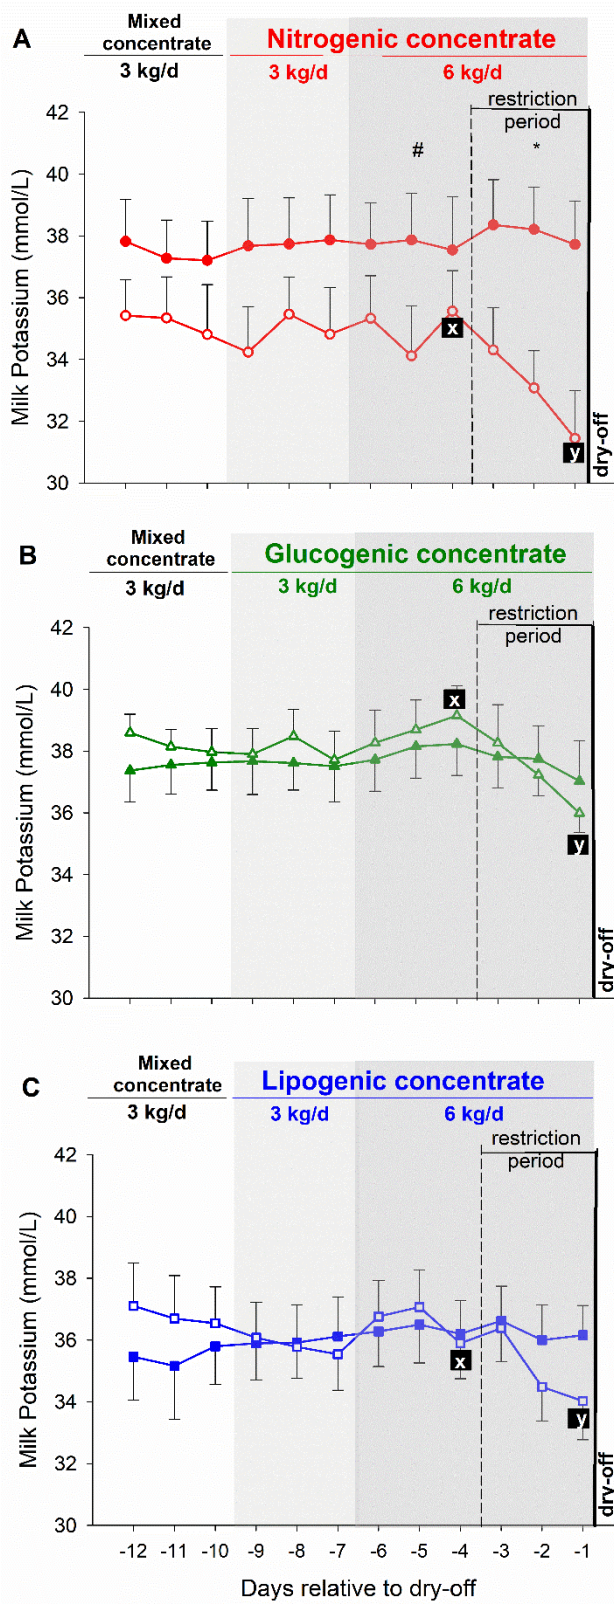 A
Mixed
concentrate
3 kg/d
Nitrogenic concentrate
3 kg/d
6 kg/d
restriction
period
#
*
Milk Potassium (mmol/L)
42
40
38
36
34
32
30
x
y
dry-off
B
Mixed
concentrate
3 kg/d
Glucogenic concentrate
3 kg/d
6 kg/d
restriction
period
Milk Potassium (mmol/L)
42
40
38
36
34
32
30
x
y
dry-off
C
Mixed
concentrate
3 kg/d
Lipogenic concentrate
3 kg/d
6 kg/d
restriction
period
Milk Potassium (mmol/L)
42
40
38
36
34
32
30
x
y
dry-off
-12 -11 -10 -9 -8 -7 -6 -5 -4 -3 -2 -1
Days relative to dry-off